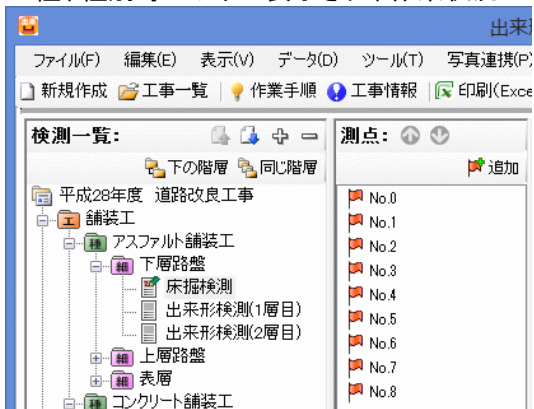 出来形
ファイル(F) 編集(E) 表示(V) データ(D) ツール(T) 写真連携(P)
新規作成 工事一覧 作業手順 工事情報 印刷(Exce
検測一覧:
下の階層 同じ階層
平成28年度 道路改良工事
工 舗装工
種 アスファルト舗装工
細 下層路盤
床掘検測
出来形検測(1層目)
出来形検測(2層目)
細 上層路盤
細 表層
種 コンクリート舗装工
測点:
追加
No.0
No.1
No.2
No.3
No.4
No.5
No.6
No.7
No.8